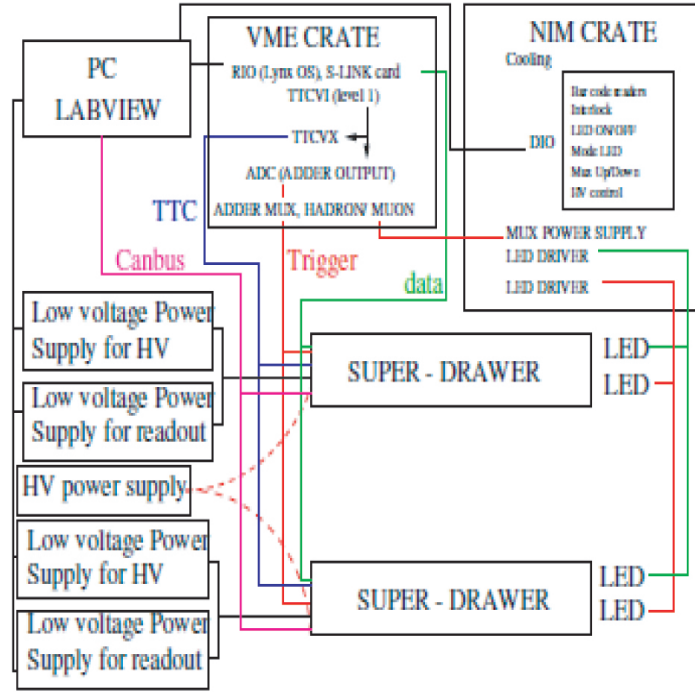 PC
LABVIEW
VME CRATE
RIO (Lynx OS), S-LINK card
TTCVI (level 1)
TTCVX
ADC (ADDER OUTPUT)
ADDER MUX, HADRON/ MUON
NIM CRATE
Cooling
DIO
Bar code readers
Interlock
LED ON/OFF
Mode LED
Mux Up/Down
HV control
MUX POWER SUPPLY
LED DRIVER
LED DRIVER
TTC
Canbus
Trigger
data
Low voltage Power
Supply for HV
Low voltage Power
Supply for readout
HV power supply
Low voltage Power
Supply for HV
Low voltage Power
Supply for readout
SUPER - DRAWER
LED
LED
SUPER - DRAWER
LED
LED